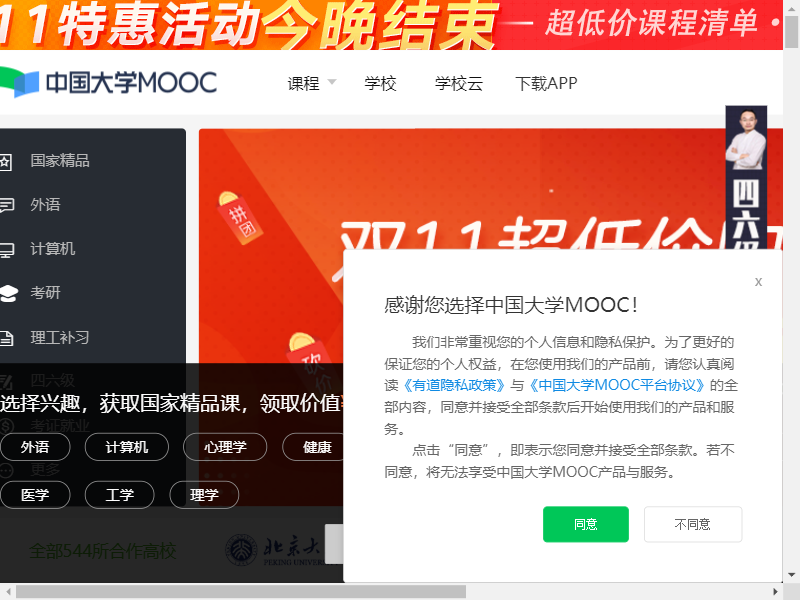 11特惠活动今晚结束 超低价课程清单
中国大学MOOC
课程
学校
学校云
下载APP
国家精品
外语
计算机
考研
理工补习
四六级
考证就业
更多
拼团
双11超低价
砍价
四六级
选择兴趣，获取国家精品课，领取价值
外语
计算机
心理学
健康
医学
工学
理学
全部544所合作高校
北京大
PEKING UNIVER
x
感谢您选择中国大学MOOC！
我们非常重视您的个人信息和隐私保护。为了更好的
保证您的个人权益，在您使用我们的产品前，请您认真阅
读《有道隐私政策》与《中国大学MOOC平台协议》的全
部内容，同意并接受全部条款后开始使用我们的产品和服
务。
点击“同意”，即表示您同意并接受全部条款。若不
同意，将无法享受中国大学MOOC产品与服务。
同意
不同意